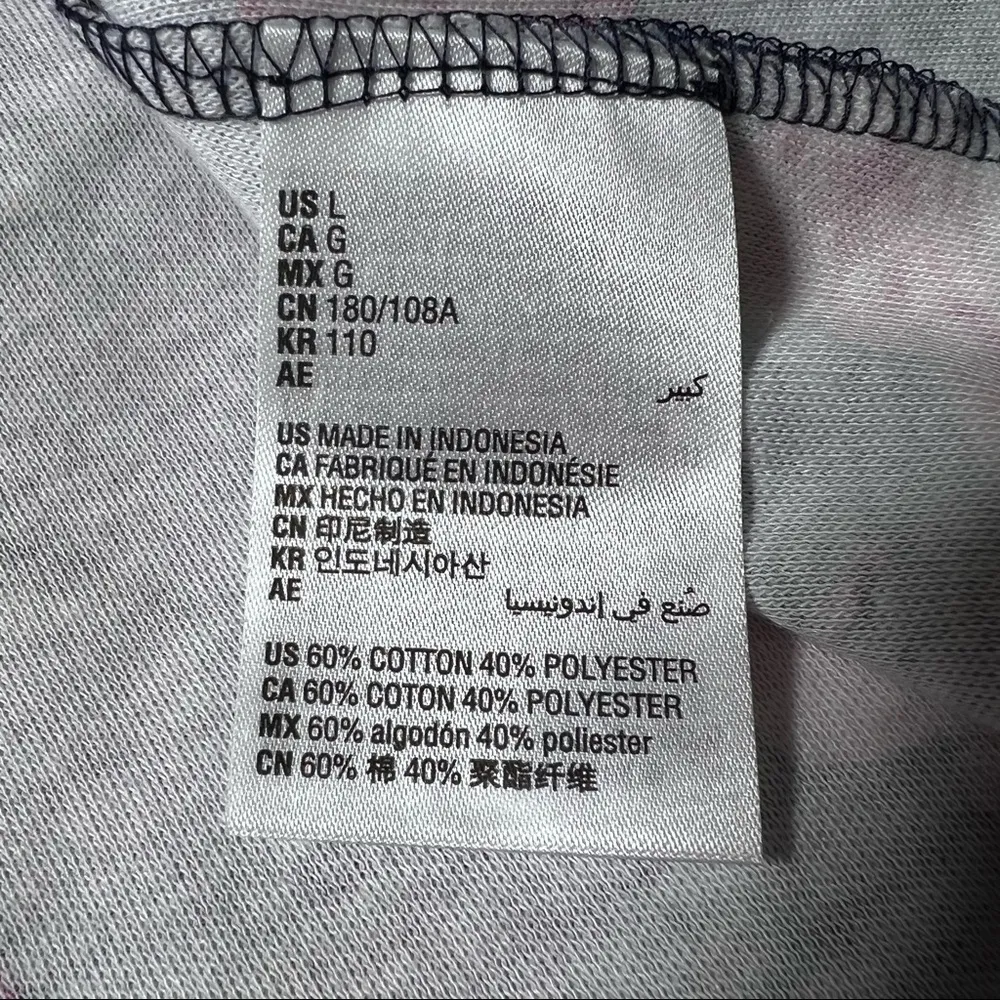 US L
CA G
MX G
CN 180/108A
KR 110
AE كبير
US MADE IN INDONESIA
CA FABRIQUÉ EN INDONÉSIE
MX HECHO EN INDONESIA
CN 印尼制造
KR 인도네시아산
AE صُنع في إندونيسيا
US 60% COTTON 40% POLYESTER
CA 60% COTON 40% POLYESTER
MX 60% algodón 40% poliester
CN 60% 棉 40% 聚酯纤维